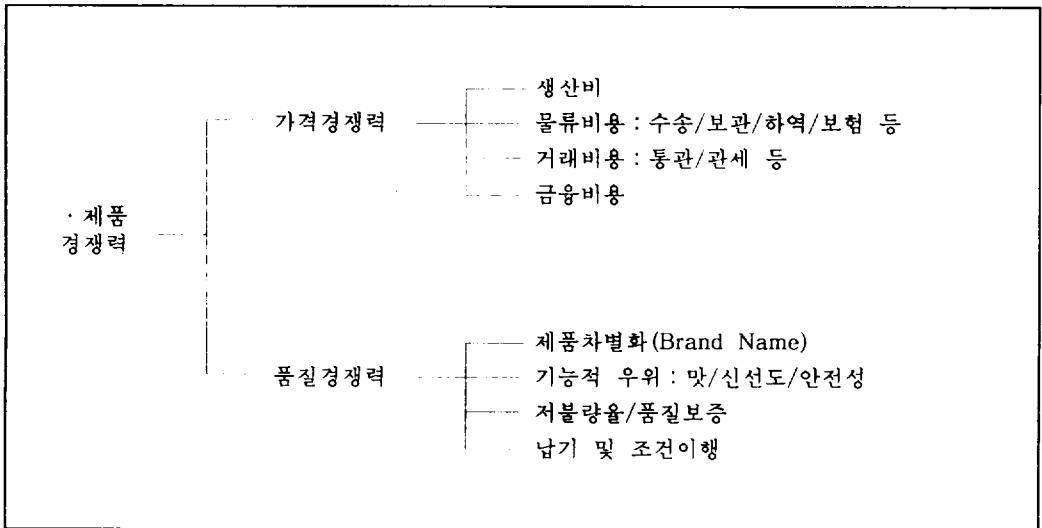 · 제품
경쟁력
가격경쟁력
생산비
물류비용 : 수송/보관/하역/보험 등
거래비용 : 통관/관세 등
금융비용
품질경쟁력
제품차별화(Brand Name)
기능적 우위 : 맛/신선도/안전성
저불량율/품질보증
납기 및 조건이행